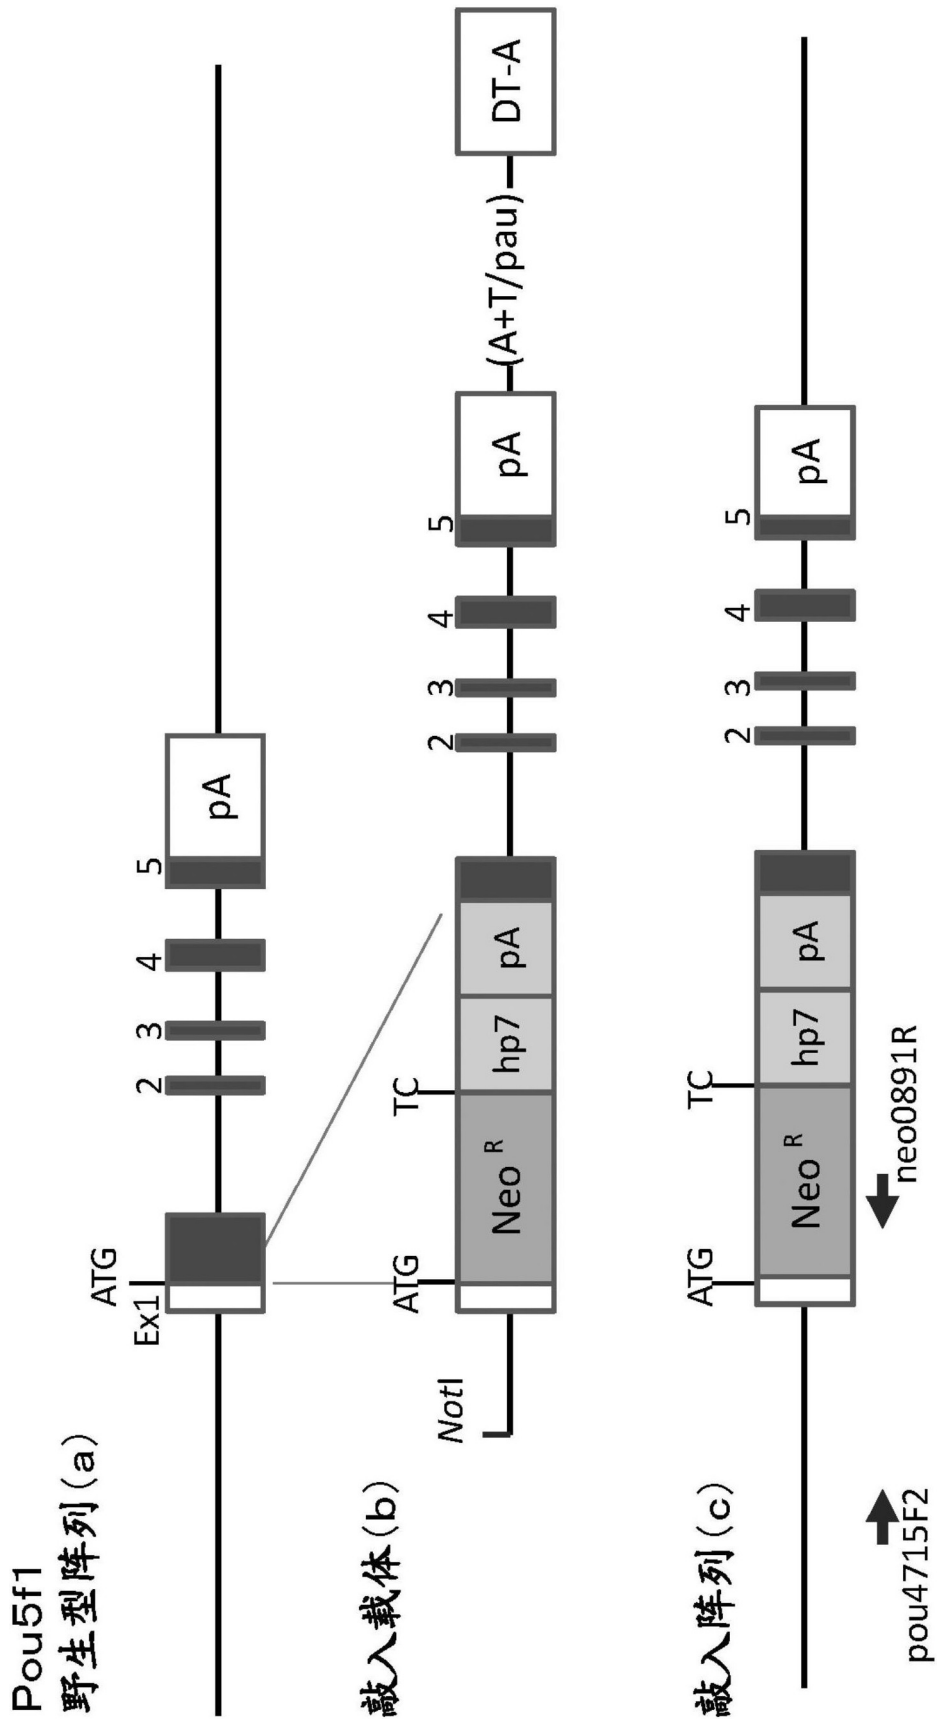 Pou5f1
野生型阵列(a)
ATG
Ex1
2
3
4
5
pA
敲入载体(b)
NotI
ATG
TC
2
3
4
5
Neo R
hp7
pA
pA
(A+T/pau)
DT-A
敲入阵列(c)
ATG
TC
2
3
4
5
Neo R
hp7
pA
pA
pou4715F2
neo0891R